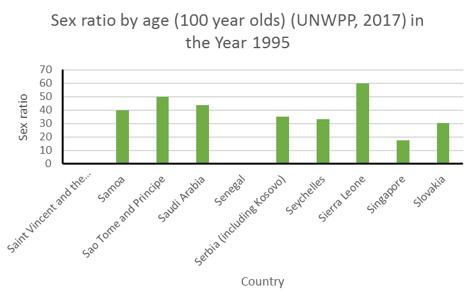 Sex ratio by age (100 year olds) (UNWPP, 2017) in
the Year 1995
70
60
50
40
30
20
10
0
Sex ratio
Saint Vincent and the...
Samoa
Sao Tome and Principe
Saudi Arabia
Senegal
Serbia (including Kosovo)
Seychelles
Sierra Leone
Singapore
Slovakia
Country